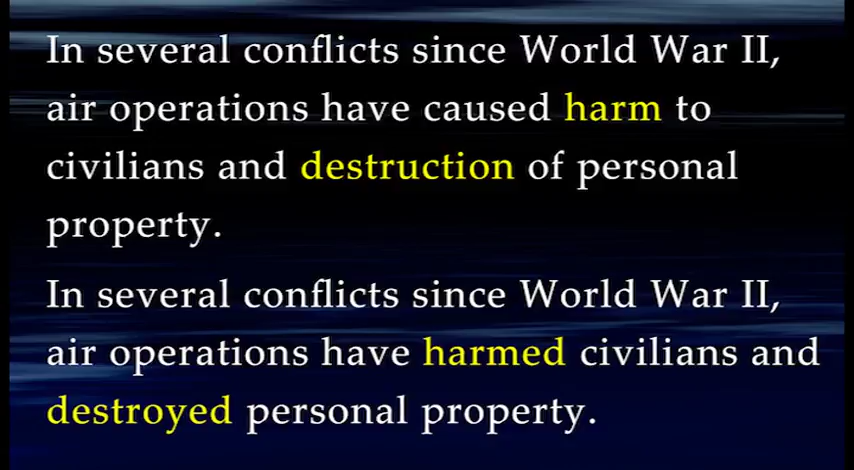 In several conflicts since World War II,
air operations have caused harm to
civilians and destruction of personal
property.
In several conflicts since World War II,
air operations have harmed civilians and
destroyed personal property.